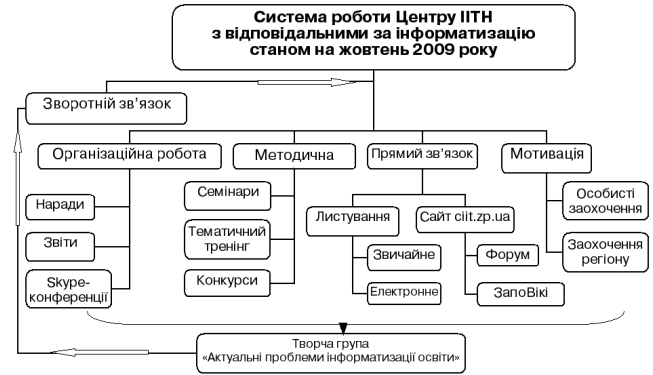 Система роботи Центру ІІТН
з відповідальними за інформатизацію
станом на жовтень 2009 року
Зворотній зв'язок
Організаційна робота
Методична
Прямий зв'язок
Мотивація
Наради
Звіти
Skype-
конференції
Семінари
Тематичний
тренінг
Конкурси
Листування
Звичайне
Електронне
Сайт ciit.zp.ua
Форум
ЗапоВікі
Особисті
заохочення
Заохочення
регіону
Творча група
«Актуальні проблеми інформатизації освіти»